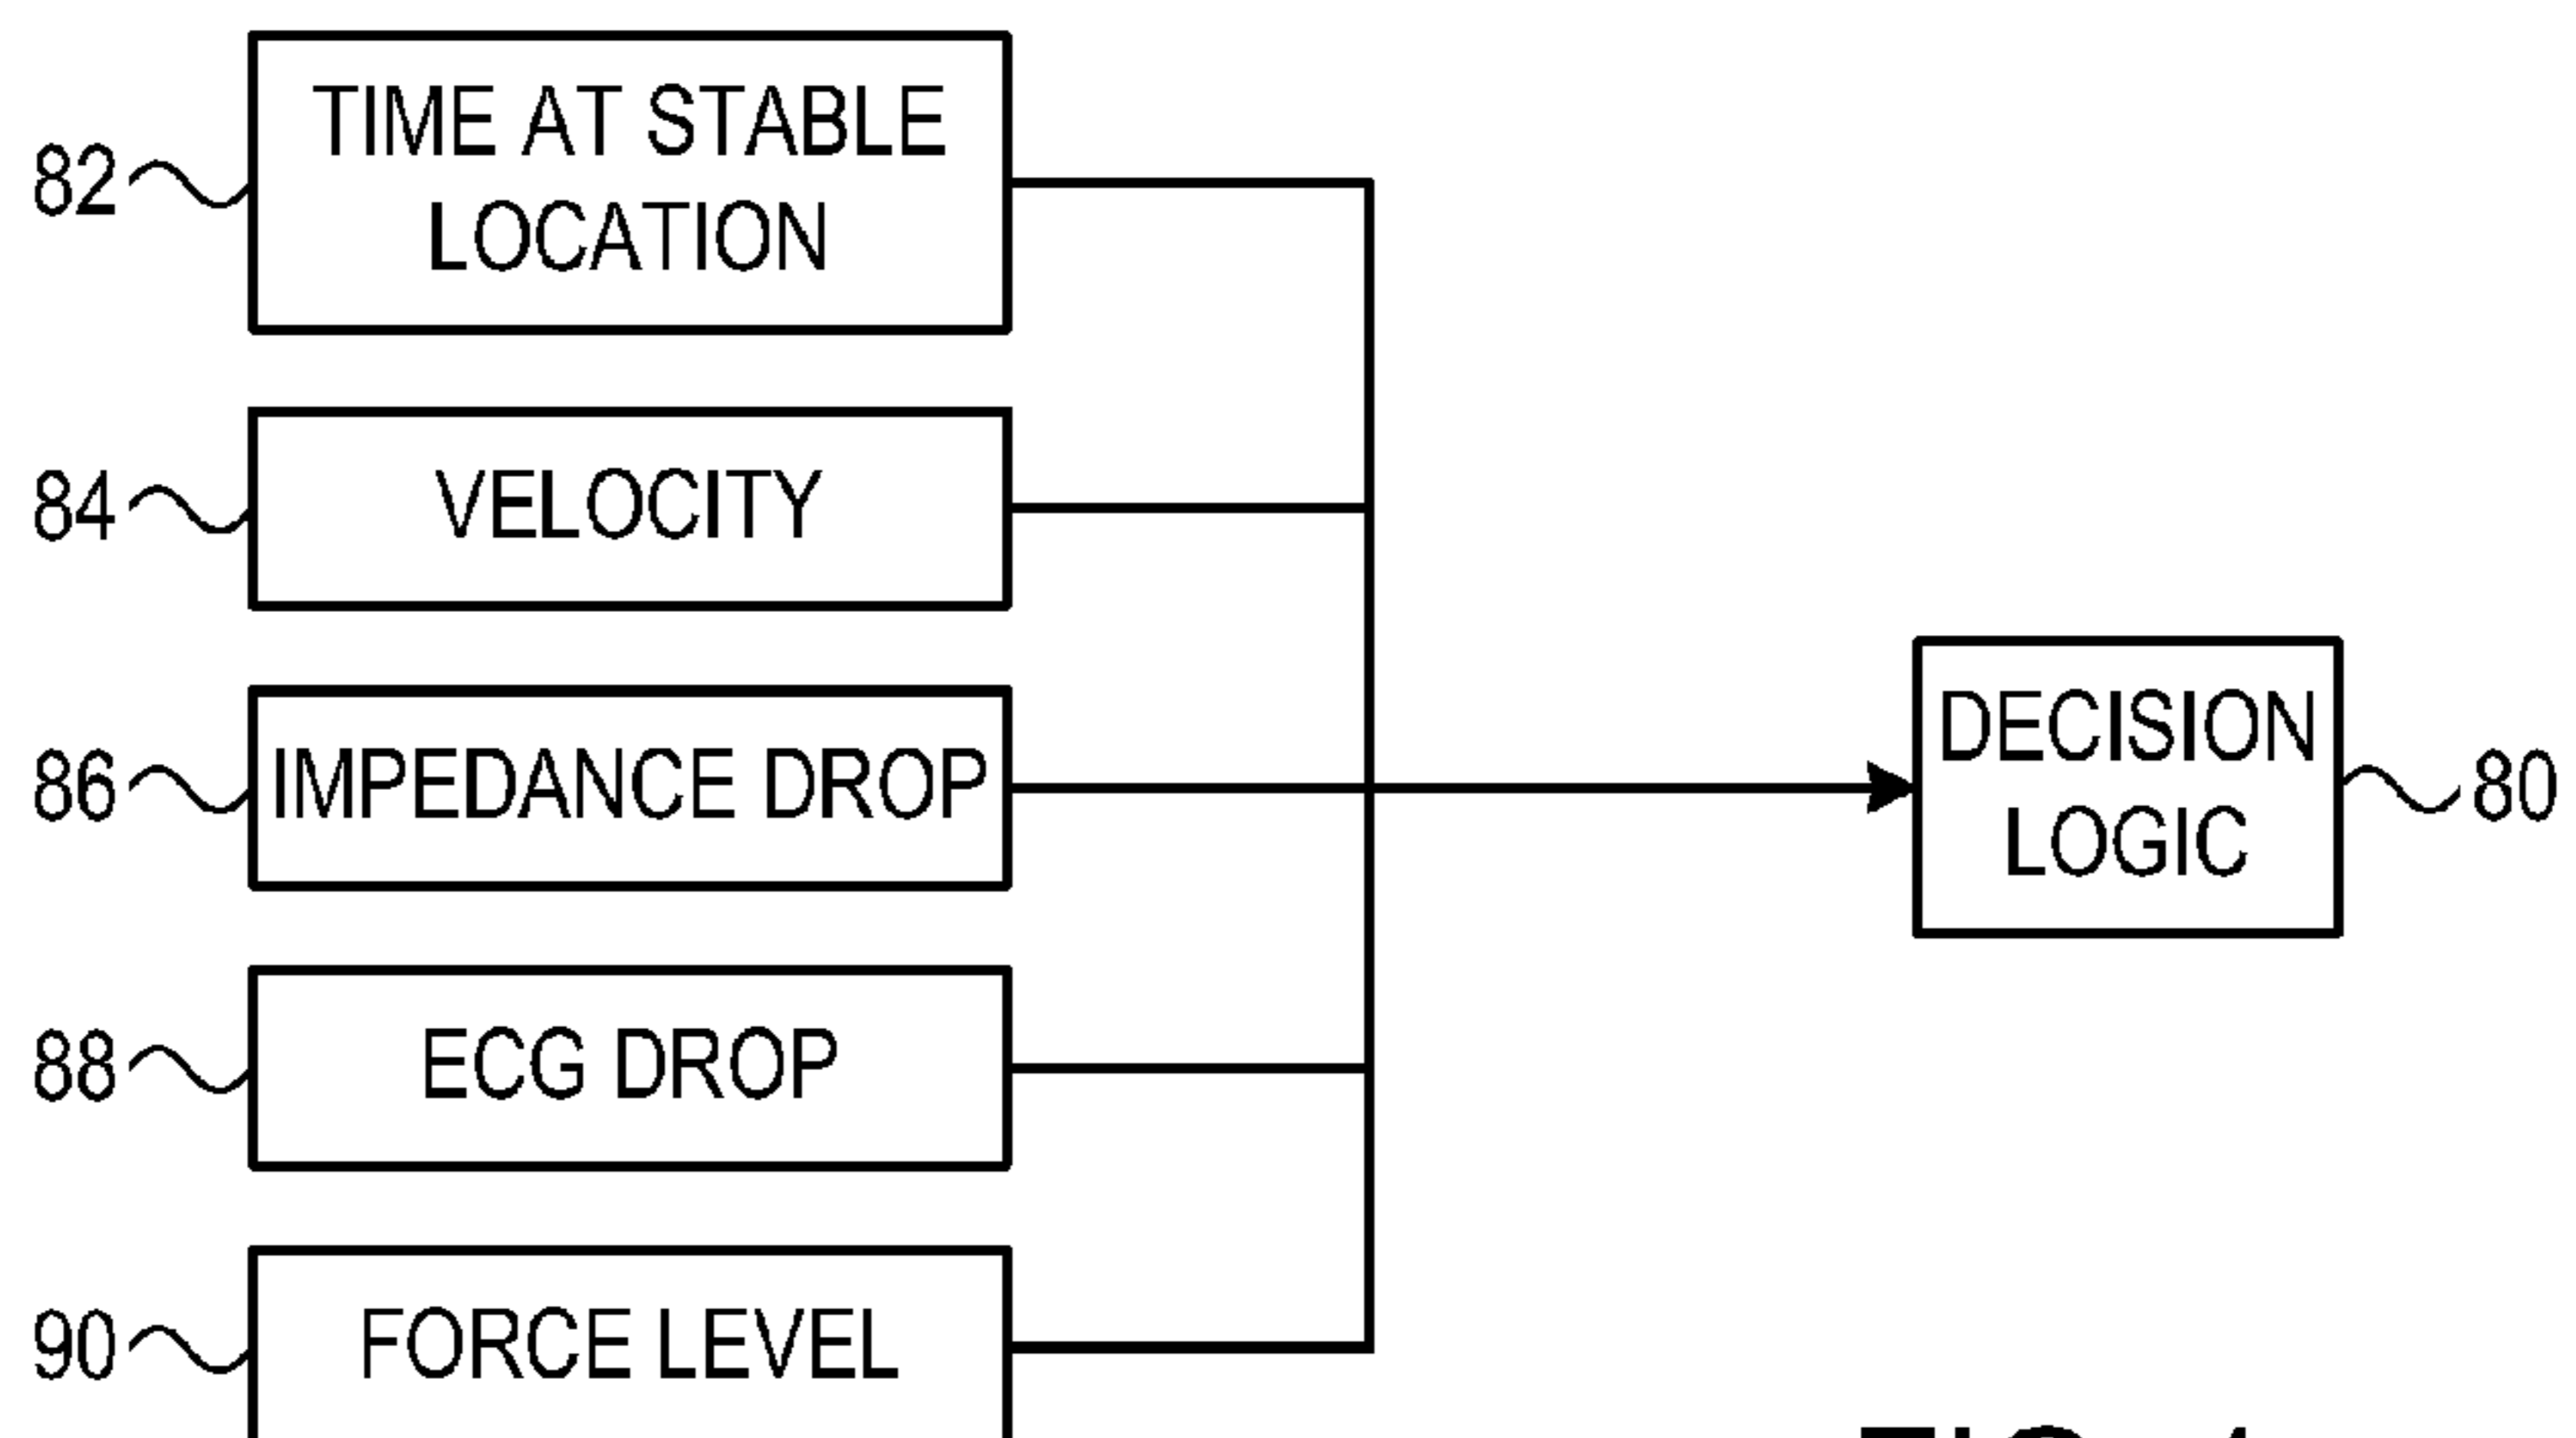 TIME AT STABLE
LOCATION
82
84
VELOCITY
86
IMPEDANCE DROP
DECISION
LOGIC
80
88
ECG DROP
90
FORCE LEVEL